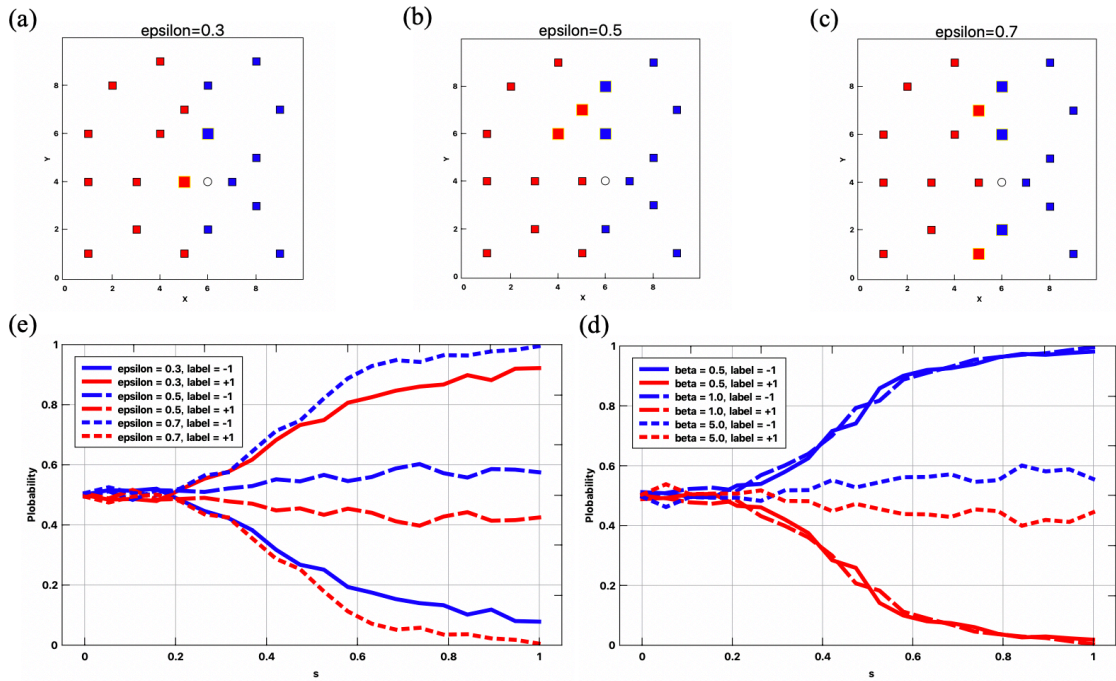 (a)
epsilon=0.3
8
6
4
2
0
Y
0 2 4 6 8
X
(b)
epsilon=0.5
8
6
4
2
0
Y
0 2 4 6 8
X
(c)
epsilon=0.7
8
6
4
2
0
Y
0 2 4 6 8
X
(e)
1
0.8
0.6
0.4
0.2
0
Plobability
epsilon = 0.3, label = -1
epsilon = 0.3, label = +1
epsilon = 0.5, label = -1
epsilon = 0.5, label = +1
epsilon = 0.7, label = -1
epsilon = 0.7, label = +1
0 0.2 0.4 0.6 0.8 1
s
(d)
1
0.8
0.6
0.4
0.2
0
Plobability
beta = 0.5, label = -1
beta = 0.5, label = +1
beta = 1.0, label = -1
beta = 1.0, label = +1
beta = 5.0, label = -1
beta = 5.0, label = +1
0 0.2 0.4 0.6 0.8 1
s